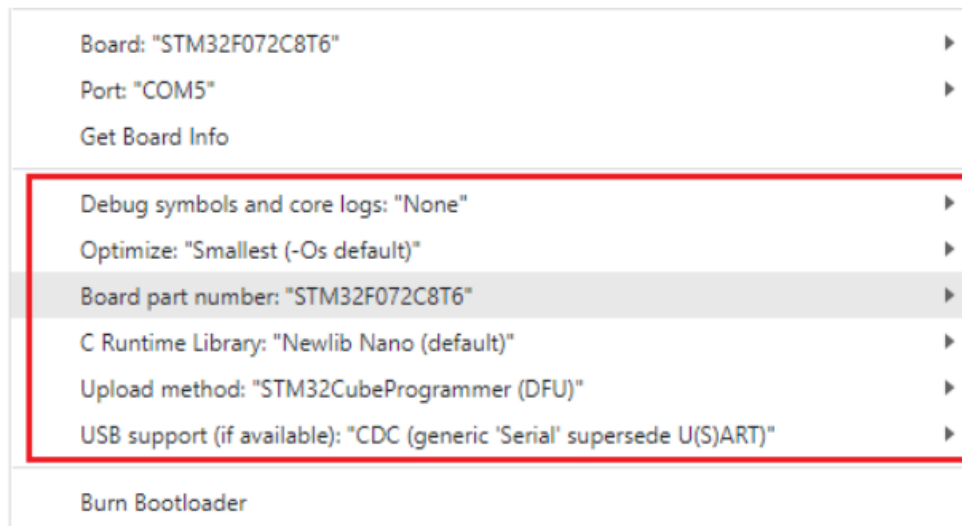 Board: "STM32F072C8T6"
Port: "COM5"
Get Board Info
Debug symbols and core logs: "None"
Optimize: "Smallest (-Os default)"
Board part number: "STM32F072C8T6"
C Runtime Library: "Newlib Nano (default)"
Upload method: "STM32CubeProgrammer (DFU)"
USB support (if available): "CDC (generic 'Serial' supersede U(S)ART)"
Burn Bootloader